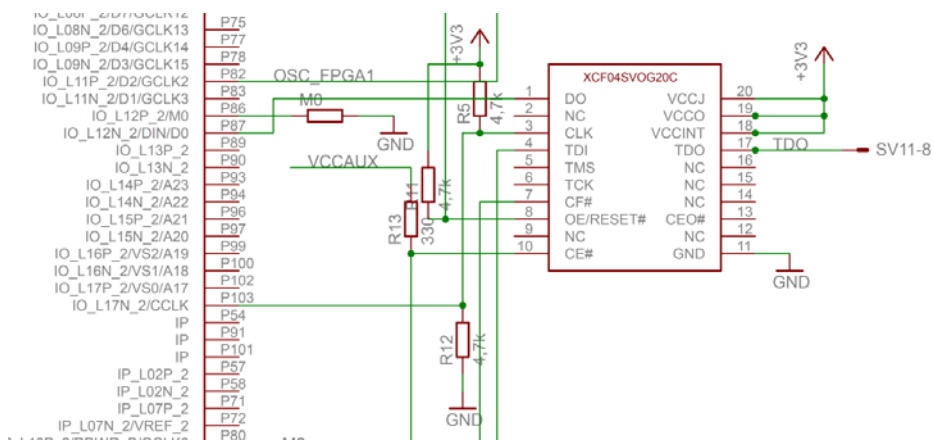 IO_L08N_2/D6/GCLK13
P75
IO_L09P_2/D4/GCLK14
P77
IO_L09N_2/D3/GCLK15
P78
IO_L11P_2/D2/GCLK2
P82
OSC_FPGA1
IO_L11N_2/D1/GCLK3
P83
M0
IO_L12P_2/M0
P86
GND
IO_L12N_2/DIN/D0
P87
IO_L13P_2
P89
IO_L13N_2
P90
VCCAUX
IO_L14P_2/A23
P93
IO_L14N_2/A22
P94
IO_L15P_2/A21
P96
IO_L15N_2/A20
P97
IO_L16P_2/VS2/A19
P99
IO_L16N_2/VS1/A18
P100
IO_L17P_2/VS0/A17
P102
IO_L17N_2/CCLK
P103
IP
P54
IP
P91
IP
P101
IP_L02P_2
P57
IP_L02N_2
P58
IP_L07P_2
P71
IP_L07N_2/VREF_2
P72
P80
+3V3
R5
4,7k
R11
4,7k
R13
330
R12
4,7k
GND
XCF04SVOG20C
1 DO
2 NC
3 CLK
4 TDI
5 TMS
6 TCK
7 CF#
8 OE/RESET#
9 NC
10 CE#
VCCJ 20
VCCO 19
VCCINT 18
TDO 17
NC 16
NC 15
NC 14
CEO# 13
NC 12
GND 11
+3V3
TDO
SV11-8
GND